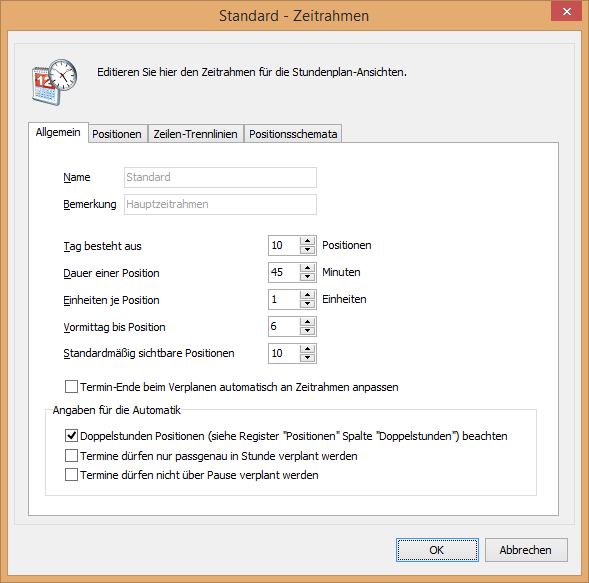 Standard - Zeitrahmen
12
Editieren Sie hier den Zeitrahmen für die Stundenplan-Ansichten.
Allgemein Positionen Zeilen-Trennlinien Positionsschemata
Name Standard
Bemerkung Hauptzeitrahmen
Tag besteht aus 10 Positionen
Dauer einer Position 45 Minuten
Einheiten je Position 1 Einheiten
Vormittag bis Position 6
Standardmäßig sichtbare Positionen 10
Termin-Ende beim Verplanen automatisch an Zeitrahmen anpassen
Angaben für die Automatik
Doppelstunden Positionen (siehe Register "Positionen" Spalte "Doppelstunden") beachten
Termine dürfen nur passgenau in Stunde verplant werden
Termine dürfen nicht über Pause verplant werden
OK Abbrechen